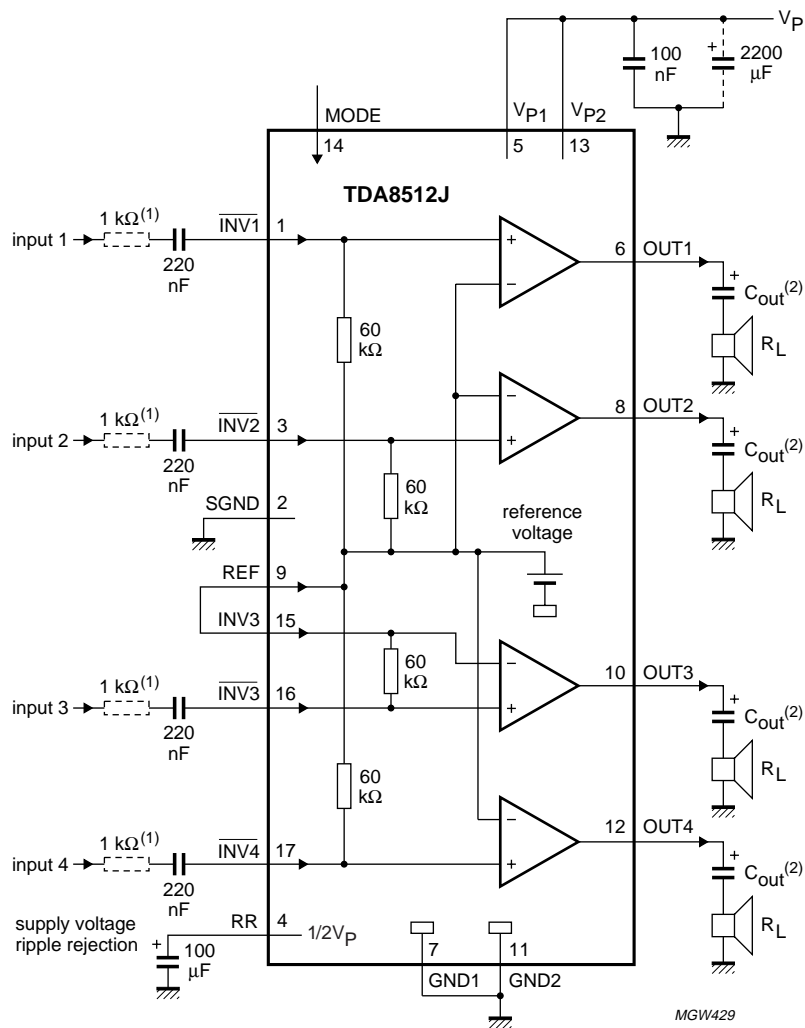 V_P
100 nF
+ 2200 µF
MODE
V_P1
V_P2
14
5
13
TDA8512J
input 1
1 kΩ(1)
220 nF
INV1
1
+
−
6
OUT1
+
C_out(2)
R_L
60 kΩ
input 2
1 kΩ(1)
220 nF
INV2
3
−
+
8
OUT2
+
C_out(2)
R_L
60 kΩ
SGND
2
reference voltage
REF
9
INV3
15
60 kΩ
−
+
10
OUT3
+
C_out(2)
R_L
input 3
1 kΩ(1)
220 nF
INV3
16
60 kΩ
input 4
1 kΩ(1)
220 nF
INV4
17
−
+
12
OUT4
+
C_out(2)
R_L
supply voltage ripple rejection
RR
4
1/2V_P
+ 100 µF
7
GND1
11
GND2
MGW429